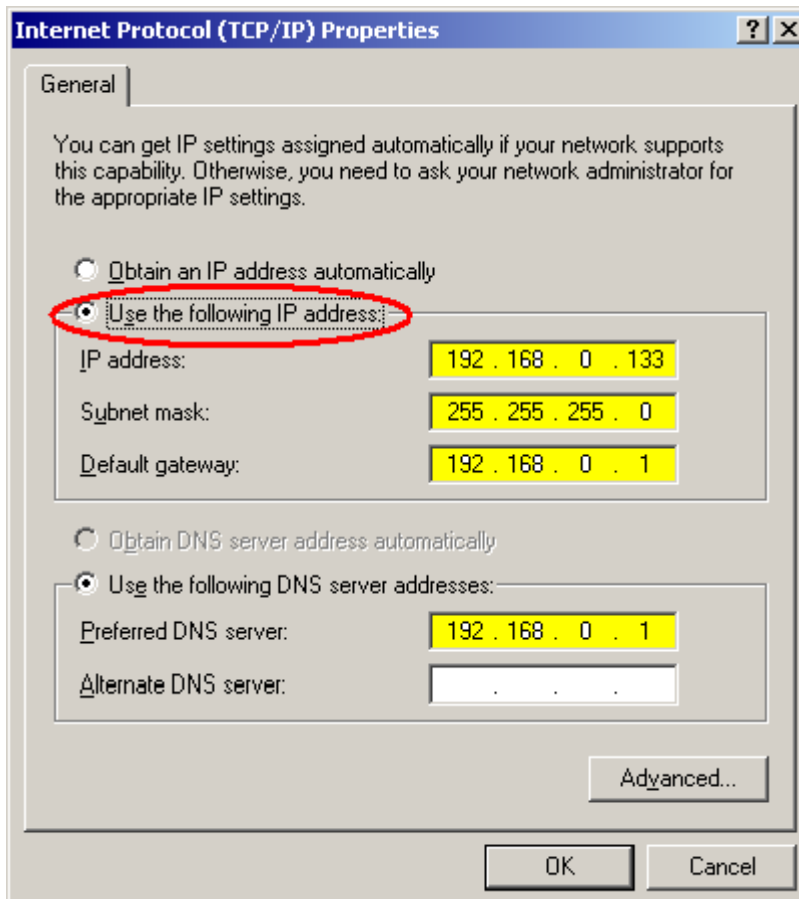 Internet Protocol (TCP/IP) Properties
General
You can get IP settings assigned automatically if your network supports
this capability. Otherwise, you need to ask your network administrator for
the appropriate IP settings.
Obtain an IP address automatically
Use the following IP address:
IP address: 192 . 168 . 0 . 133
Subnet mask: 255 . 255 . 255 . 0
Default gateway: 192 . 168 . 0 . 1
Obtain DNS server address automatically
Use the following DNS server addresses:
Preferred DNS server: 192 . 168 . 0 . 1
Alternate DNS server: . . .
Advanced...
OK Cancel